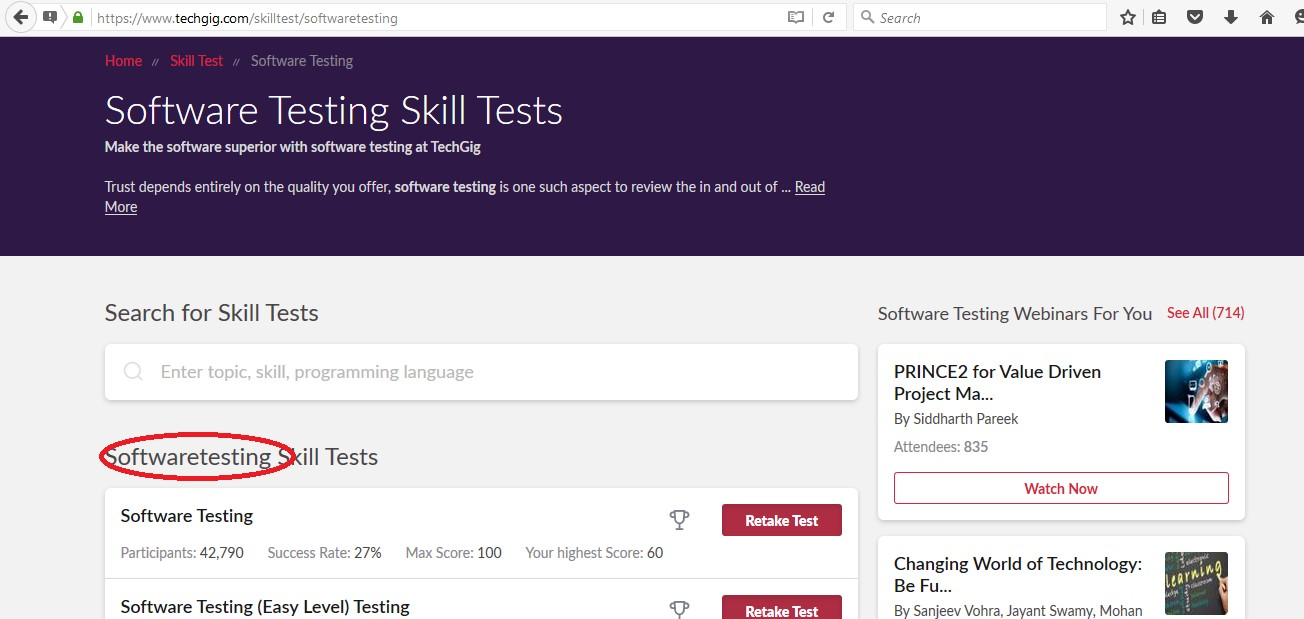 https://www.techgig.com/skilltest/softwaretesting
Search
Home // Skill Test // Software Testing
Software Testing Skill Tests
Make the software superior with software testing at TechGig
Trust depends entirely on the quality you offer, software testing is one such aspect to review the in and out of ... Read
More
Search for Skill Tests
Enter topic, skill, programming language
Softwaretesting Skill Tests
Software Testing
Retake Test
Participants: 42,790 Success Rate: 27% Max Score: 100 Your highest Score: 60
Software Testing (Easy Level) Testing
Retake Test
Software Testing Webinars For You See All (714)
PRINCE2 for Value Driven
Project Ma...
By Siddharth Pareek
Attendees: 835
Watch Now
Changing World of Technology:
Be Fu...
By Sanjeev Vohra, Jayant Swamy, Mohan
learning